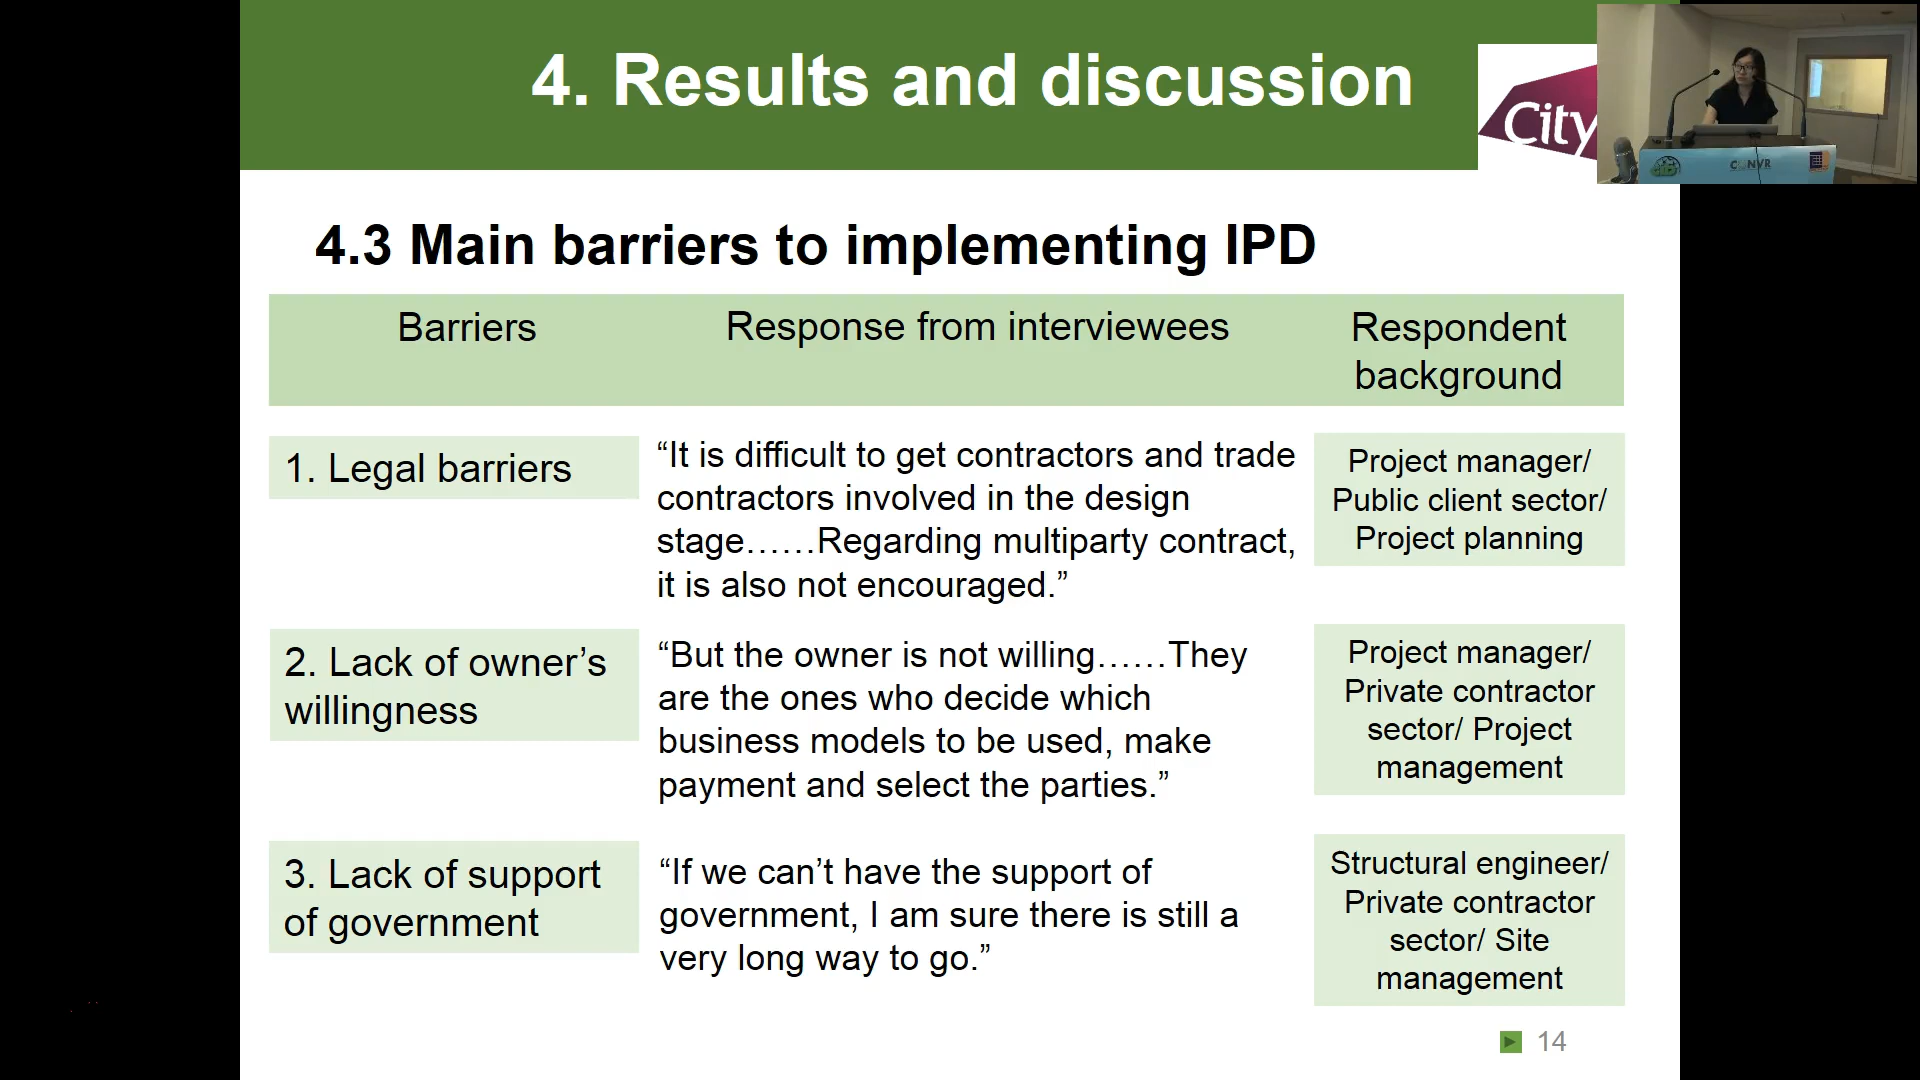 4. Results and discussion
City
CONVR
4.3 Main barriers to implementing IPD
Barriers
Response from interviewees
Respondent
background
1. Legal barriers
“It is difficult to get contractors and trade
contractors involved in the design
stage……Regarding multiparty contract,
it is also not encouraged.”
Project manager/
Public client sector/
Project planning
2. Lack of owner’s
willingness
“But the owner is not willing……They
are the ones who decide which
business models to be used, make
payment and select the parties.”
Project manager/
Private contractor
sector/ Project
management
3. Lack of support
of government
“If we can’t have the support of
government, I am sure there is still a
very long way to go.”
Structural engineer/
Private contractor
sector/ Site
management
14